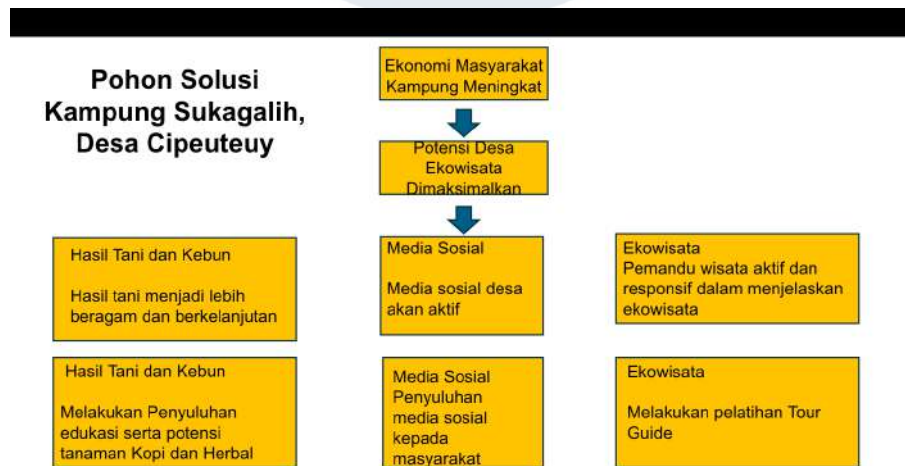 Pohon Solusi
Kampung Sukagalih,
Desa Cipeuteuy
Ekonomi Masyarakat
Kampung Meningkat
Potensi Desa
Ekowisata
Dimaksimalkan
Hasil Tani dan Kebun
Hasil tani menjadi lebih
beragam dan berkelanjutan
Media Sosial
Media sosial desa
akan aktif
Ekowisata
Pemandu wisata aktif dan
responsif dalam menjelaskan
ekowisata
Hasil Tani dan Kebun
Melakukan Penyuluhan
edukasi serta potensi
tanaman Kopi dan Herbal
Media Sosial
Penyuluhan
media sosial
kepada
masyarakat
Ekowisata
Melakukan pelatihan Tour
Guide